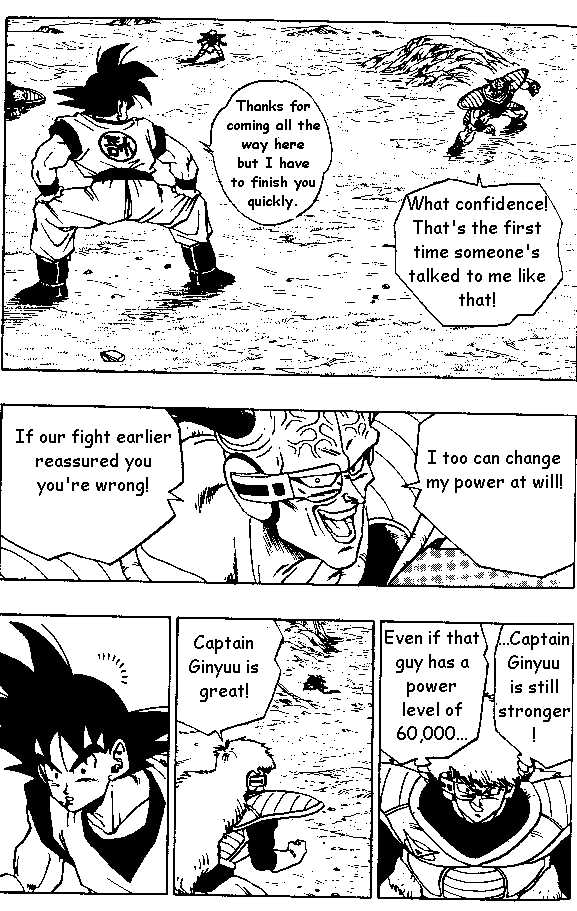 Thanks for
coming all the
way here
but I have
to finish you
quickly.
What confidence!
That's the first
time someone's
talked to me like
that!
If our fight earlier
reassured you
you're wrong!
I too can change
my power at will!
Captain
Ginyuu is
great!
Even if that
guy has a
power
level of
60,000...
...Captain
Ginyuu
is still
stronger
!